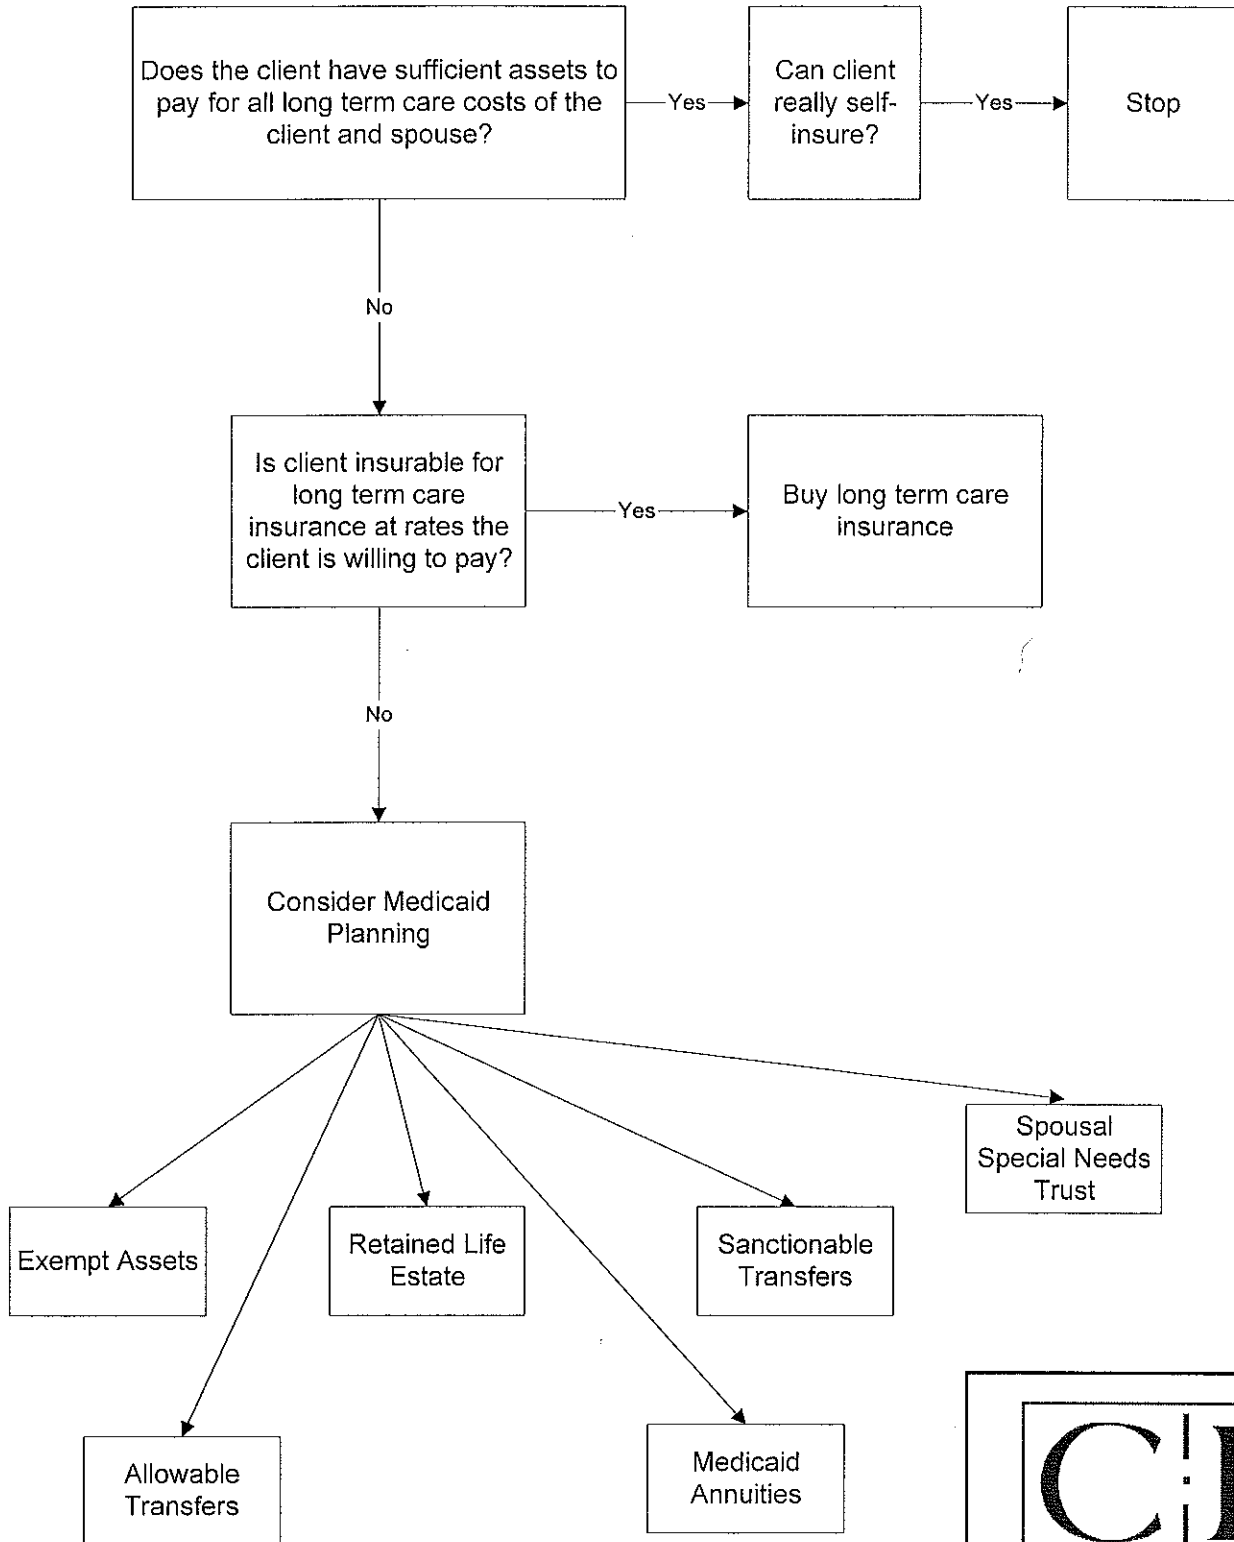 Does the client have sufficient assets to
pay for all long term care costs of the
client and spouse?
Yes
Can client
really self-
insure?
Yes
Stop
No
Is client insurable for
long term care
insurance at rates the
client is willing to pay?
Yes
Buy long term care
insurance
No
Consider Medicaid
Planning
Spousal
Special Needs
Trust
Exempt Assets
Retained Life
Estate
Sanctionable
Transfers
Allowable
Transfers
Medicaid
Annuities
C